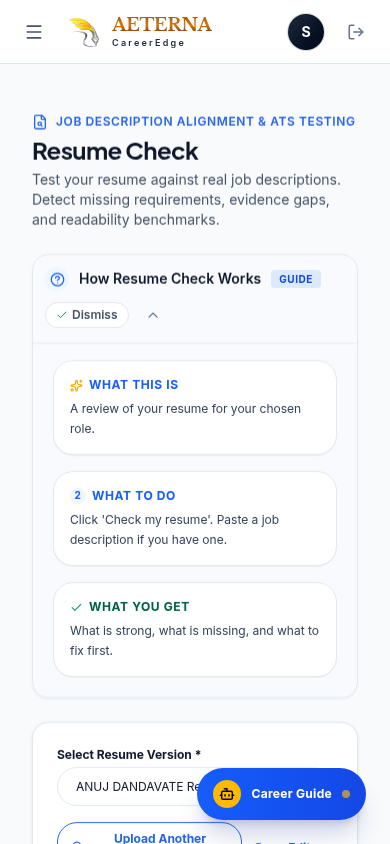 AETERNA
CareerEdge
S
JOB DESCRIPTION ALIGNMENT & ATS TESTING
Resume Check
Test your resume against real job descriptions.
Detect missing requirements, evidence gaps,
and readability benchmarks.
How Resume Check Works GUIDE
Dismiss
WHAT THIS IS
A review of your resume for your chosen
role.
2 WHAT TO DO
Click 'Check my resume'. Paste a job
description if you have one.
WHAT YOU GET
What is strong, what is missing, and what to
fix first.
Select Resume Version *
ANUJ DANDAVATE
Career Guide
Upload Another